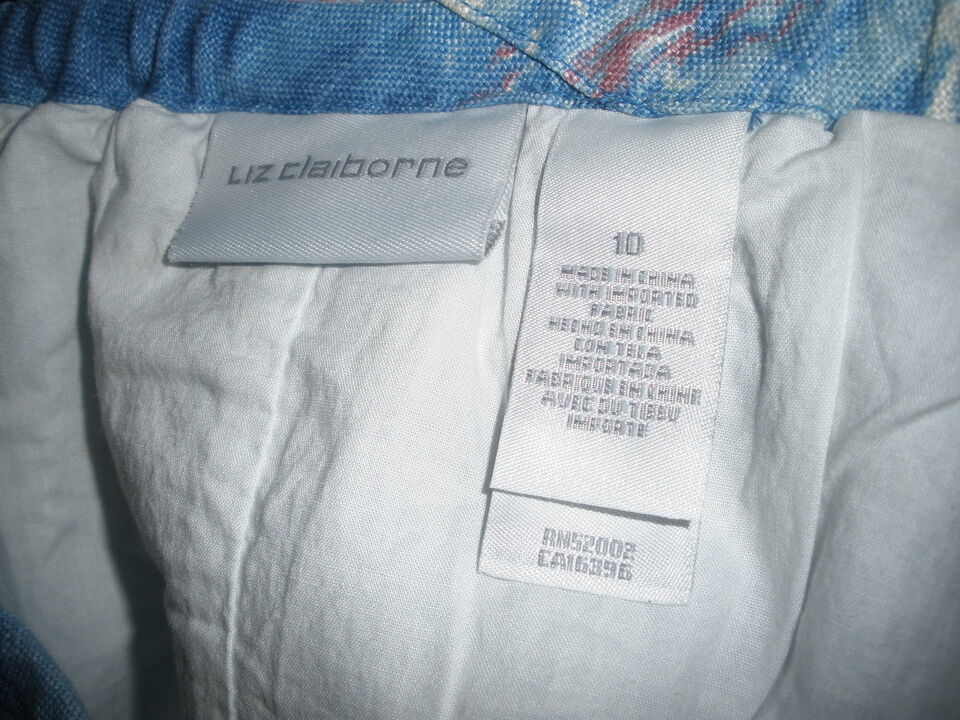 LIZ claiborne
10
MADE IN CHINA
WITH IMPORTED
FABRIC
HECHO EN CHINA
CON TELA
IMPORTADA
FABRIQUE EN CHINE
AVEC DU TISSU
IMPORTE
RN52002
CA16396